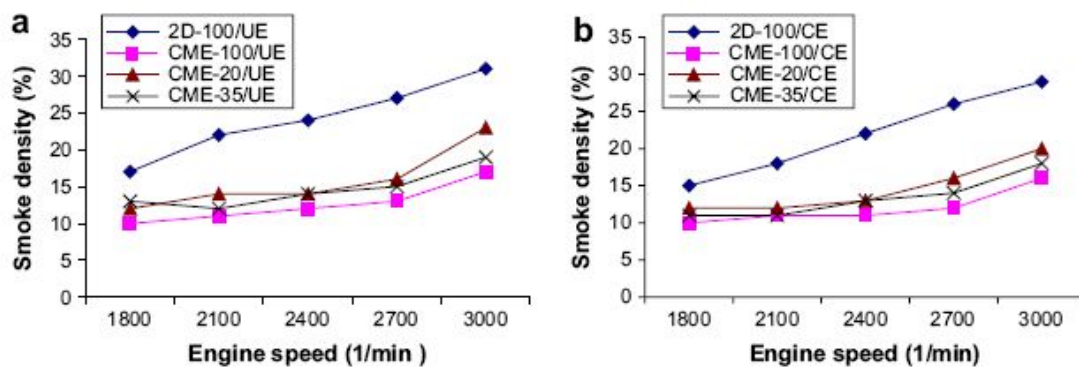 a
2D-100/UE
CME-100/UE
CME-20/UE
CME-35/UE
Smoke density (%)
35
30
25
20
15
10
5
0
1800 2100 2400 2700 3000
Engine speed (1/min )
b
2D-100/CE
CME-100/CE
CME-20/CE
CME-35/CE
Smoke density (%)
35
30
25
20
15
10
5
0
1800 2100 2400 2700 3000
Engine speed (1/min)